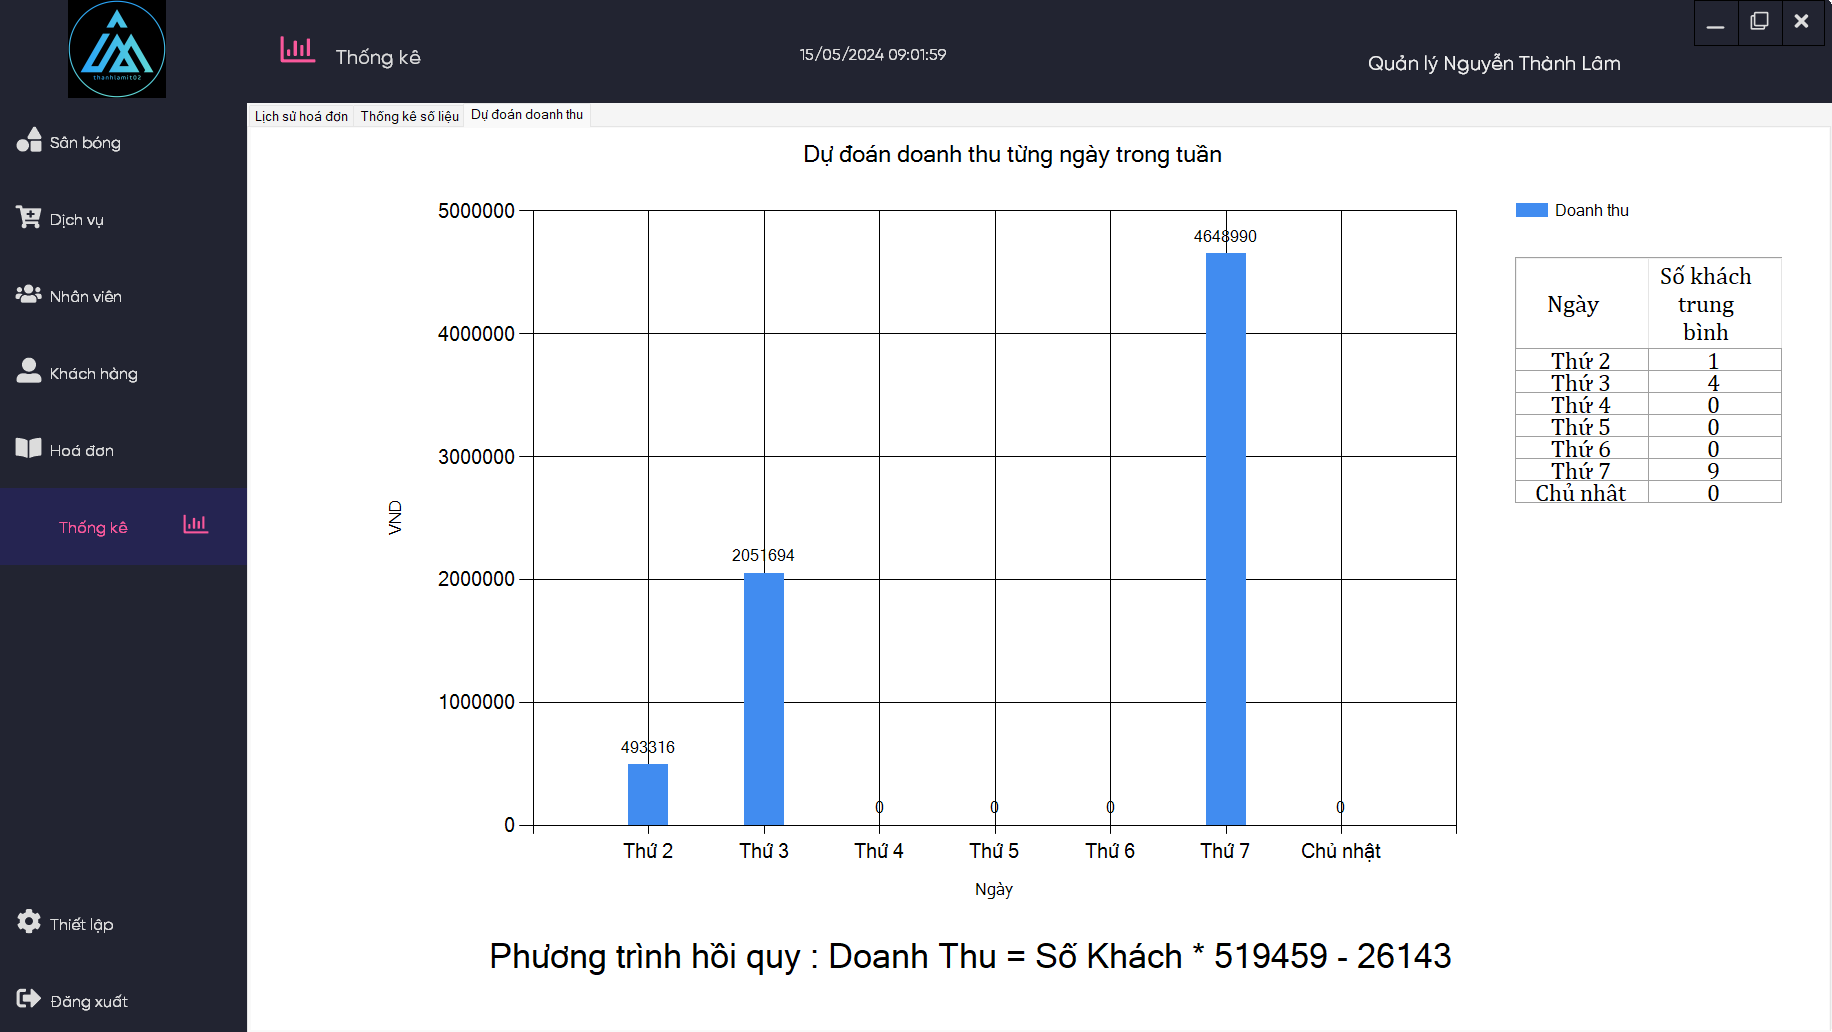 thanhlamit02
Thống kê
15/05/2024 09:01:59
Quản lý Nguyễn Thành Lâm
Sân bóng
Dịch vụ
Nhân viên
Khách hàng
Hoá đơn
Thống kê
Thiết lập
Đăng xuất
Lịch sử hoá đơn
Thống kê số liệu
Dự đoán doanh thu
Dự đoán doanh thu từng ngày trong tuần
5000000
4000000
3000000
2000000
1000000
0
VND
493316
2051694
0
0
0
4648990
0
Thứ 2
Thứ 3
Thứ 4
Thứ 5
Thứ 6
Thứ 7
Chủ nhật
Ngày
Doanh thu
Ngày
Số khách
trung
bình
Thứ 2 1
Thứ 3 4
Thứ 4 0
Thứ 5 0
Thứ 6 0
Thứ 7 9
Chủ nhât 0
Phương trình hồi quy : Doanh Thu = Số Khách * 519459 - 26143